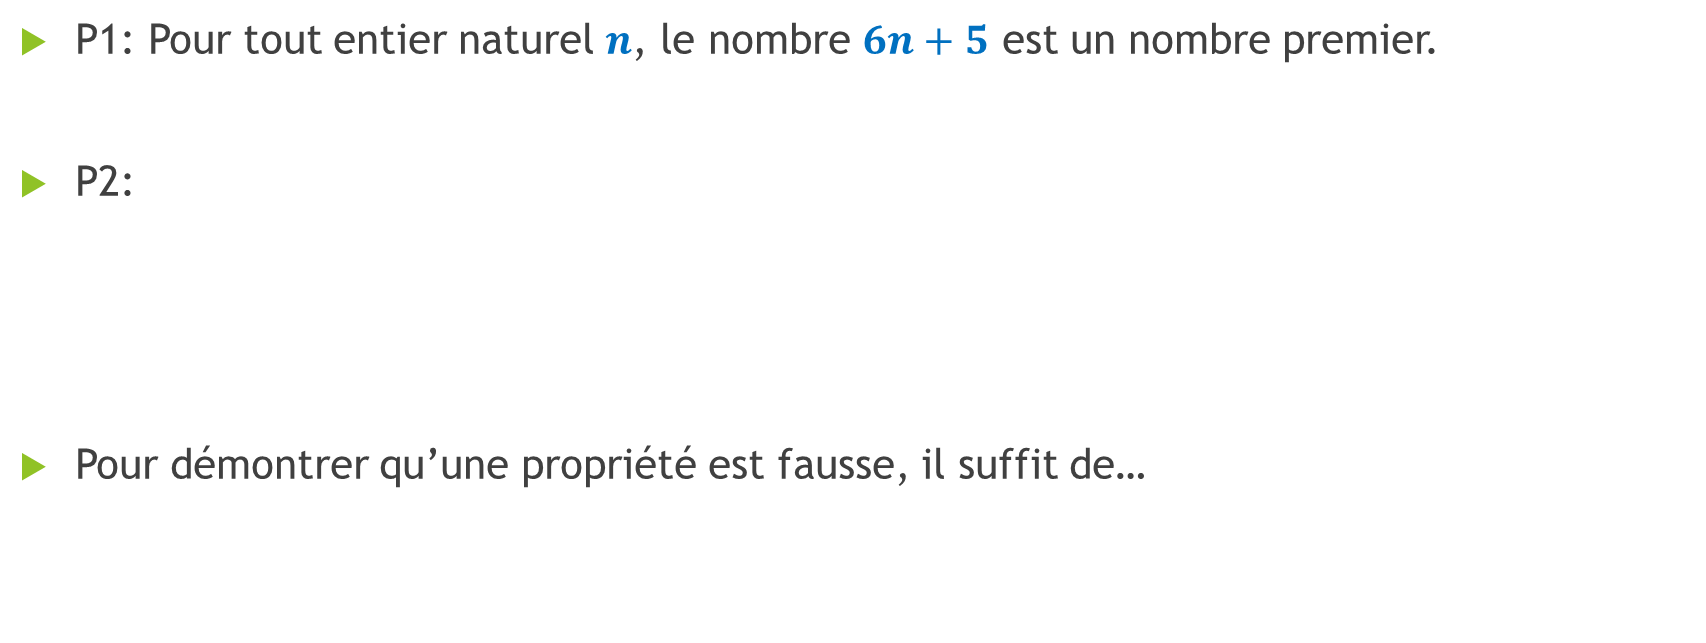 P1: Pour tout entier naturel n, le nombre 6n + 5 est un nombre premier.
P2:
Pour démontrer qu’une propriété est fausse, il suffit de…